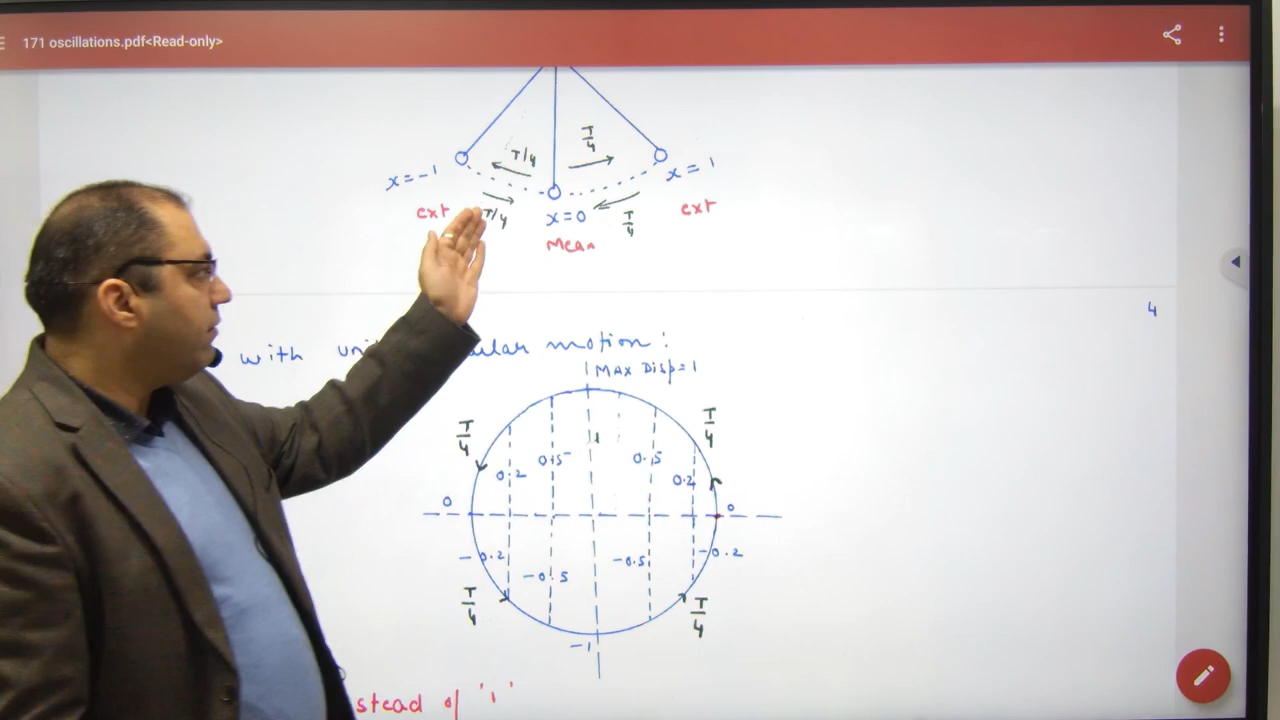 171 oscillations.pdf<Read-only>
T/4
T/4
x=-1
x=1
ext
T/4
x=0
T/4
ext
Mean
4
with motion:
MAX Disp=1
T/4
T/4
0.5
0.5
0.2
0.2
0
0
-0.2
-0.2
-0.5
-0.5
T/4
T/4
-1
stead of '1'